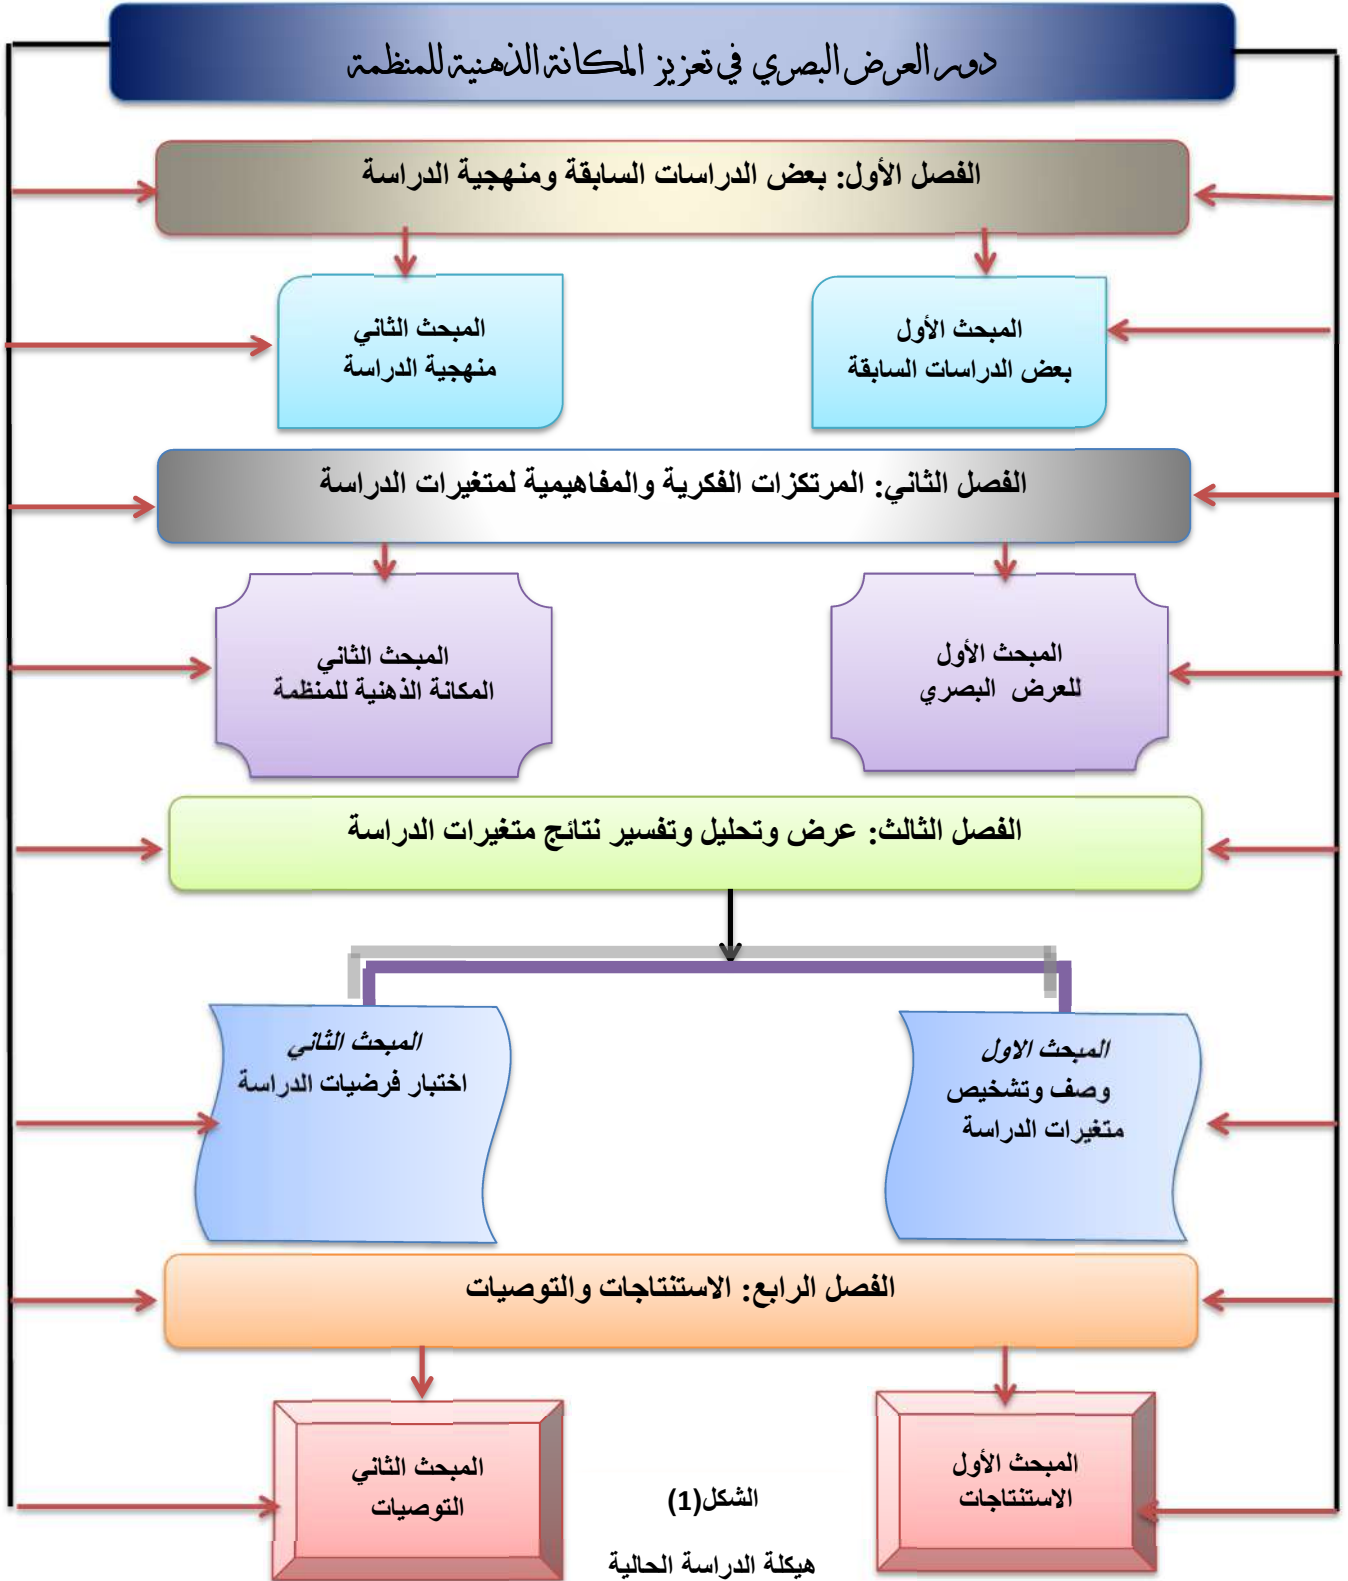 دور العرض البصري في تعزيز المكانة الذهنية للمنظمة
الفصل الأول: بعض الدراسات السابقة ومنهجية الدراسة
المبحث الأول
بعض الدراسات السابقة
المبحث الثاني
منهجية الدراسة
الفصل الثاني: المرتكزات الفكرية والمفاهيمية لمتغيرات الدراسة
المبحث الأول
للعرض البصري
المبحث الثاني
المكانة الذهنية للمنظمة
الفصل الثالث: عرض وتحليل وتفسير نتائج متغيرات الدراسة
المبحث الاول
وصف وتشخيص
متغيرات الدراسة
المبحث الثاني
اختبار فرضيات الدراسة
الفصل الرابع: الاستنتاجات والتوصيات
المبحث الأول
الاستنتاجات
المبحث الثاني
التوصيات
الشكل(1)
هيكلة الدراسة الحالية